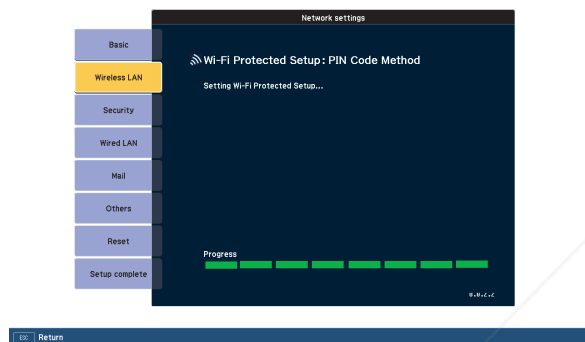 Network settings
Basic
Wi-Fi Protected Setup: PIN Code Method
Wireless LAN
Setting Wi-Fi Protected Setup...
Security
Wired LAN
Mail
Others
Reset
Progress
Setup complete
ESC Return